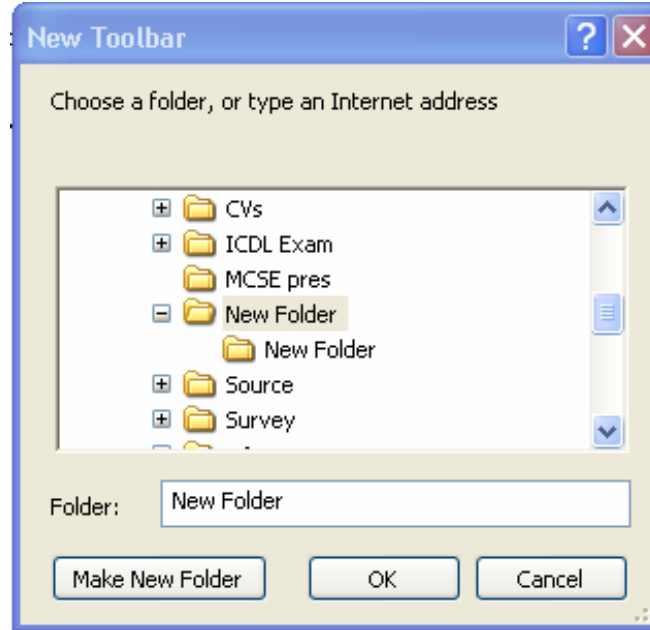 New Toolbar
Choose a folder, or type an Internet address
CVs
ICDL Exam
MCSE pres
New Folder
New Folder
Source
Survey
Folder: New Folder
Make New Folder OK Cancel